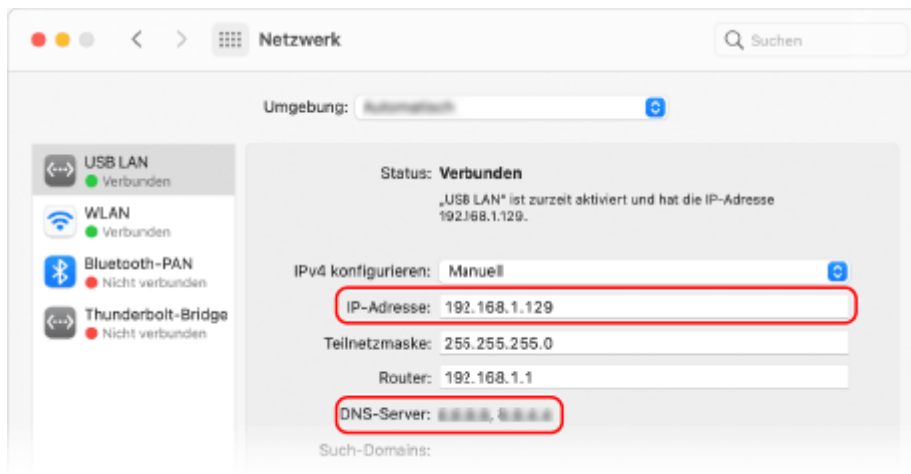 Netzwerk
Suchen
Umgebung:
USB LAN
Verbunden
WLAN
Verbunden
Bluetooth-PAN
Nicht verbunden
Thunderbolt-Bridge
Nicht verbunden
Status: Verbunden
„USB LAN“ ist zurzeit aktiviert und hat die IP-Adresse
192.168.1.129.
IPv4 konfigurieren: Manuell
IP-Adresse: 192.168.1.129
Teilnetzmaske: 255.255.255.0
Router: 192.168.1.1
DNS-Server:
Such-Domains: